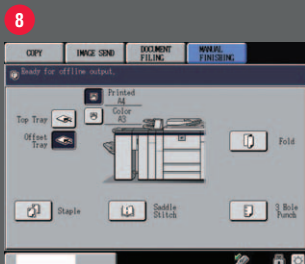 8
COPY
IMAGE SEND
DOCUMENT
FILING
MANUAL
FINISHING
Ready for offline output.
Printed
A4
Color
A3
Top Tray
Offset
Tray
Fold
Staple
Saddle
Stitch
3 Hole
Punch